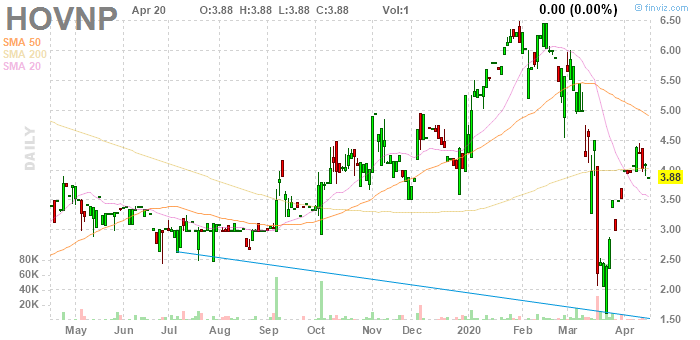 HOVNP Apr 20 O:3.88 H:3.88 L:3.88 C:3.88 Vol:1 0.00 (0.00%) © finviz.com
SMA 50
SMA 200
SMA 20
DAILY
6.50
6.00
5.50
5.00
4.50
4.00
3.88
3.50
3.00
2.50
2.00
1.50
80K
60K
40K
20K
May Jun Jul Aug Sep Oct Nov Dec 2020 Feb Mar Apr